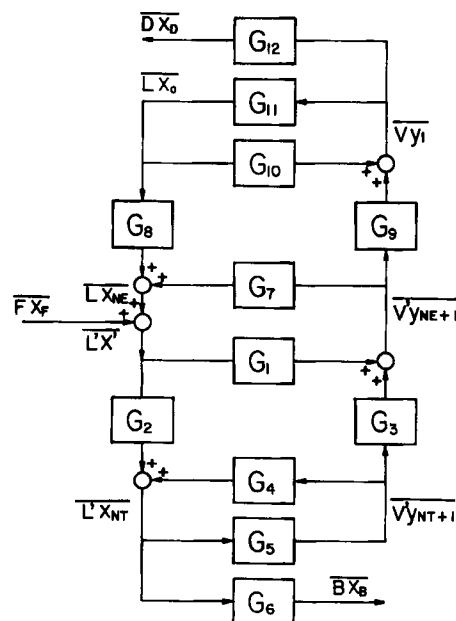 DX_D G₁₂
LX₀ G₁₁
Vy₁
G₁₀
+ +
G₈ G₉
+ +
LX_NE G₇
+ +
FX_F
L'X' V'y_NE+1
G₁
+ +
G₂ G₃
+ +
G₄
L'X_NT V'y_NT+1
G₅
G₆ BX_B